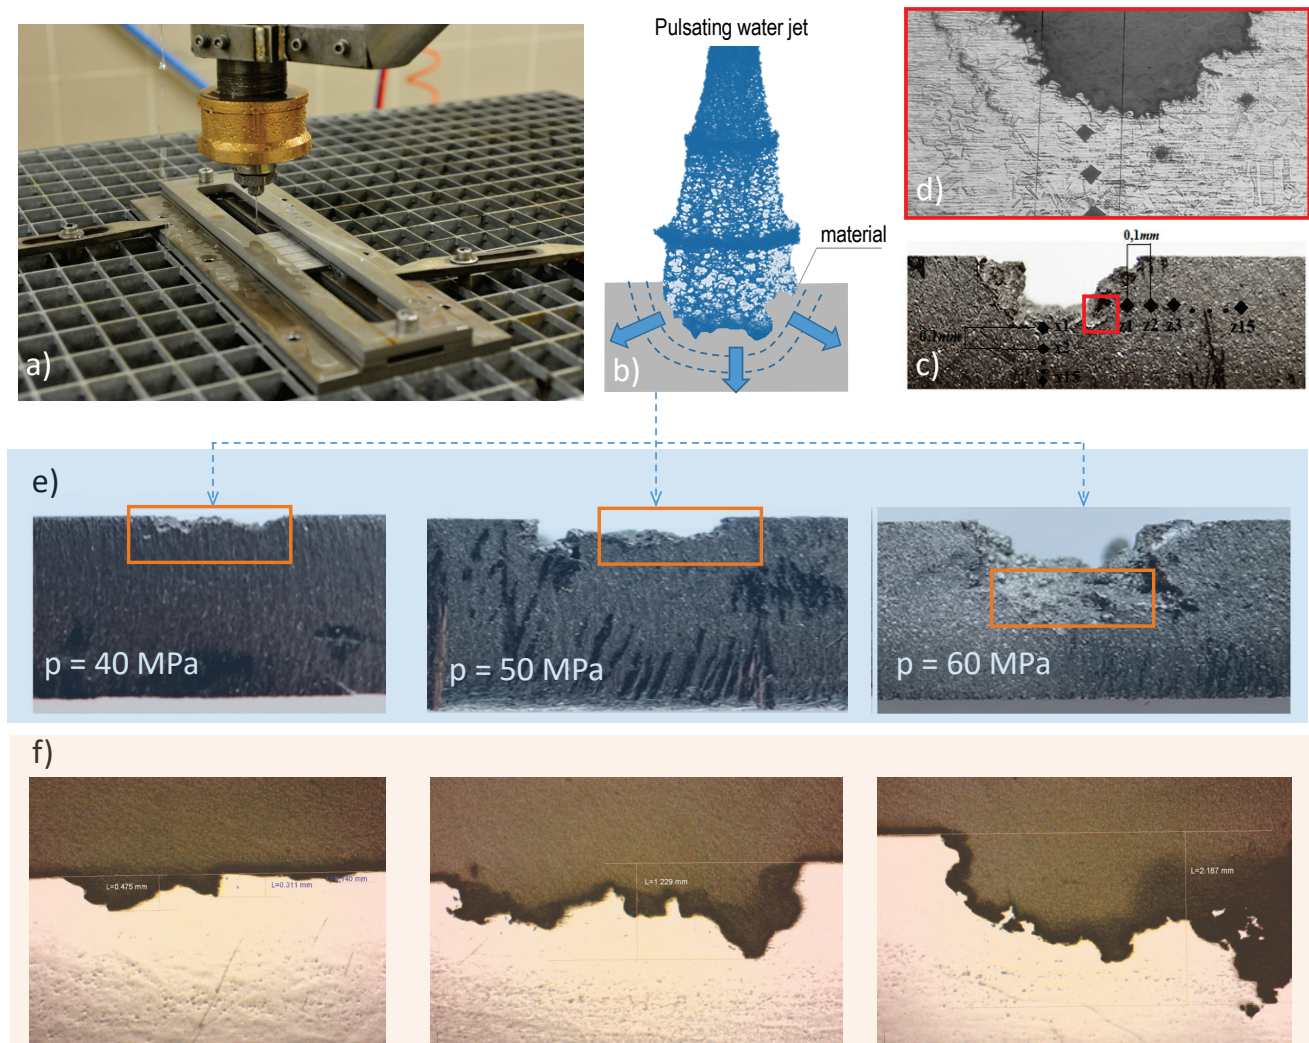 a)
Pulsating water jet
material
b)
d)
0,1mm
x1
z1 z2 z3 z15
0,1mm
x2
x15
c)
e)
p = 40 MPa
p = 50 MPa
p = 60 MPa
f)
L=0.475 mm
L=0.311 mm
L=1.229 mm
L=2.187 mm